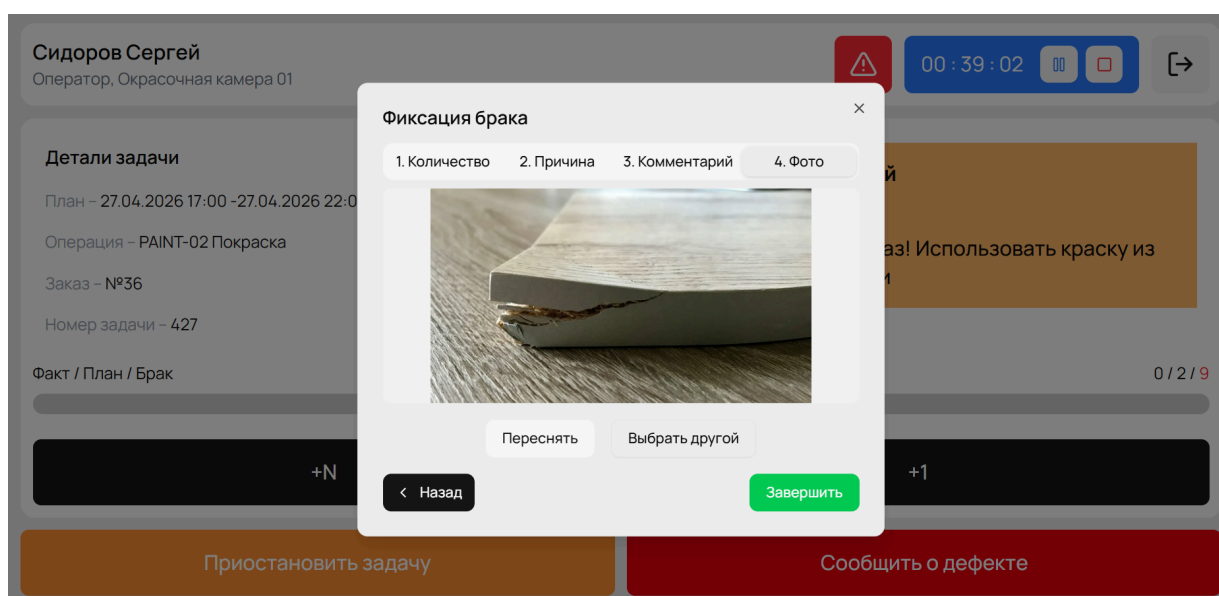 Сидоров Сергей
Оператор, Окрасочная камера 01
00 : 39 : 02
Детали задачи
План – 27.04.2026 17:00 -27.04.2026 22:0
Операция – PAINT-02 Покраска
Заказ – №36
Номер задачи – 427
й
аз! Использовать краску из
и
Факт / План / Брак
0 / 2 / 9
+N
+1
Приостановить задачу
Сообщить о дефекте
Фиксация брака
1. Количество 2. Причина 3. Комментарий 4. Фото
Переснять Выбрать другой
Назад
Завершить